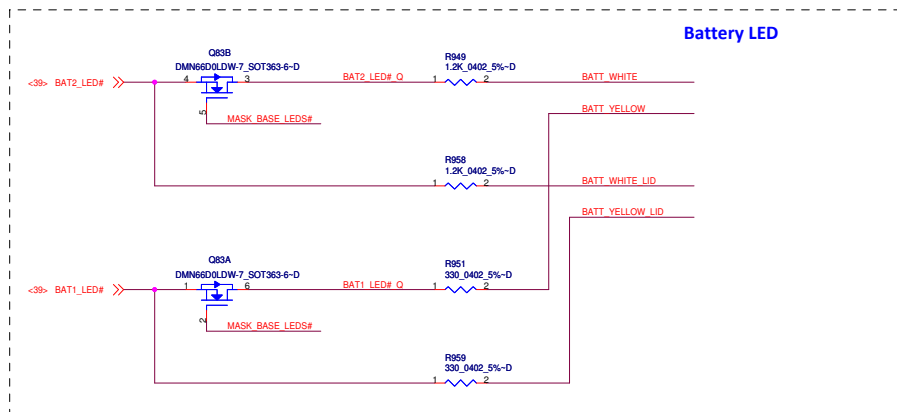 Battery LED
Q83B
DMN66D0LDW-7_SOT363-6~D
R949
1.2K_0402_5%~D
<39> BAT2_LED#
4
3
BAT2_LED#_Q
1
2
BATT_WHITE
5
MASK_BASE_LEDS#
BATT_YELLOW
R958
1.2K_0402_5%~D
1
2
BATT_WHITE_LID
BATT_YELLOW_LID
Q83A
DMN66D0LDW-7_SOT363-6~D
R951
330_0402_5%~D
<39> BAT1_LED#
1
6
BAT1_LED#_Q
1
2
2
MASK_BASE_LEDS#
R959
330_0402_5%~D
1
2